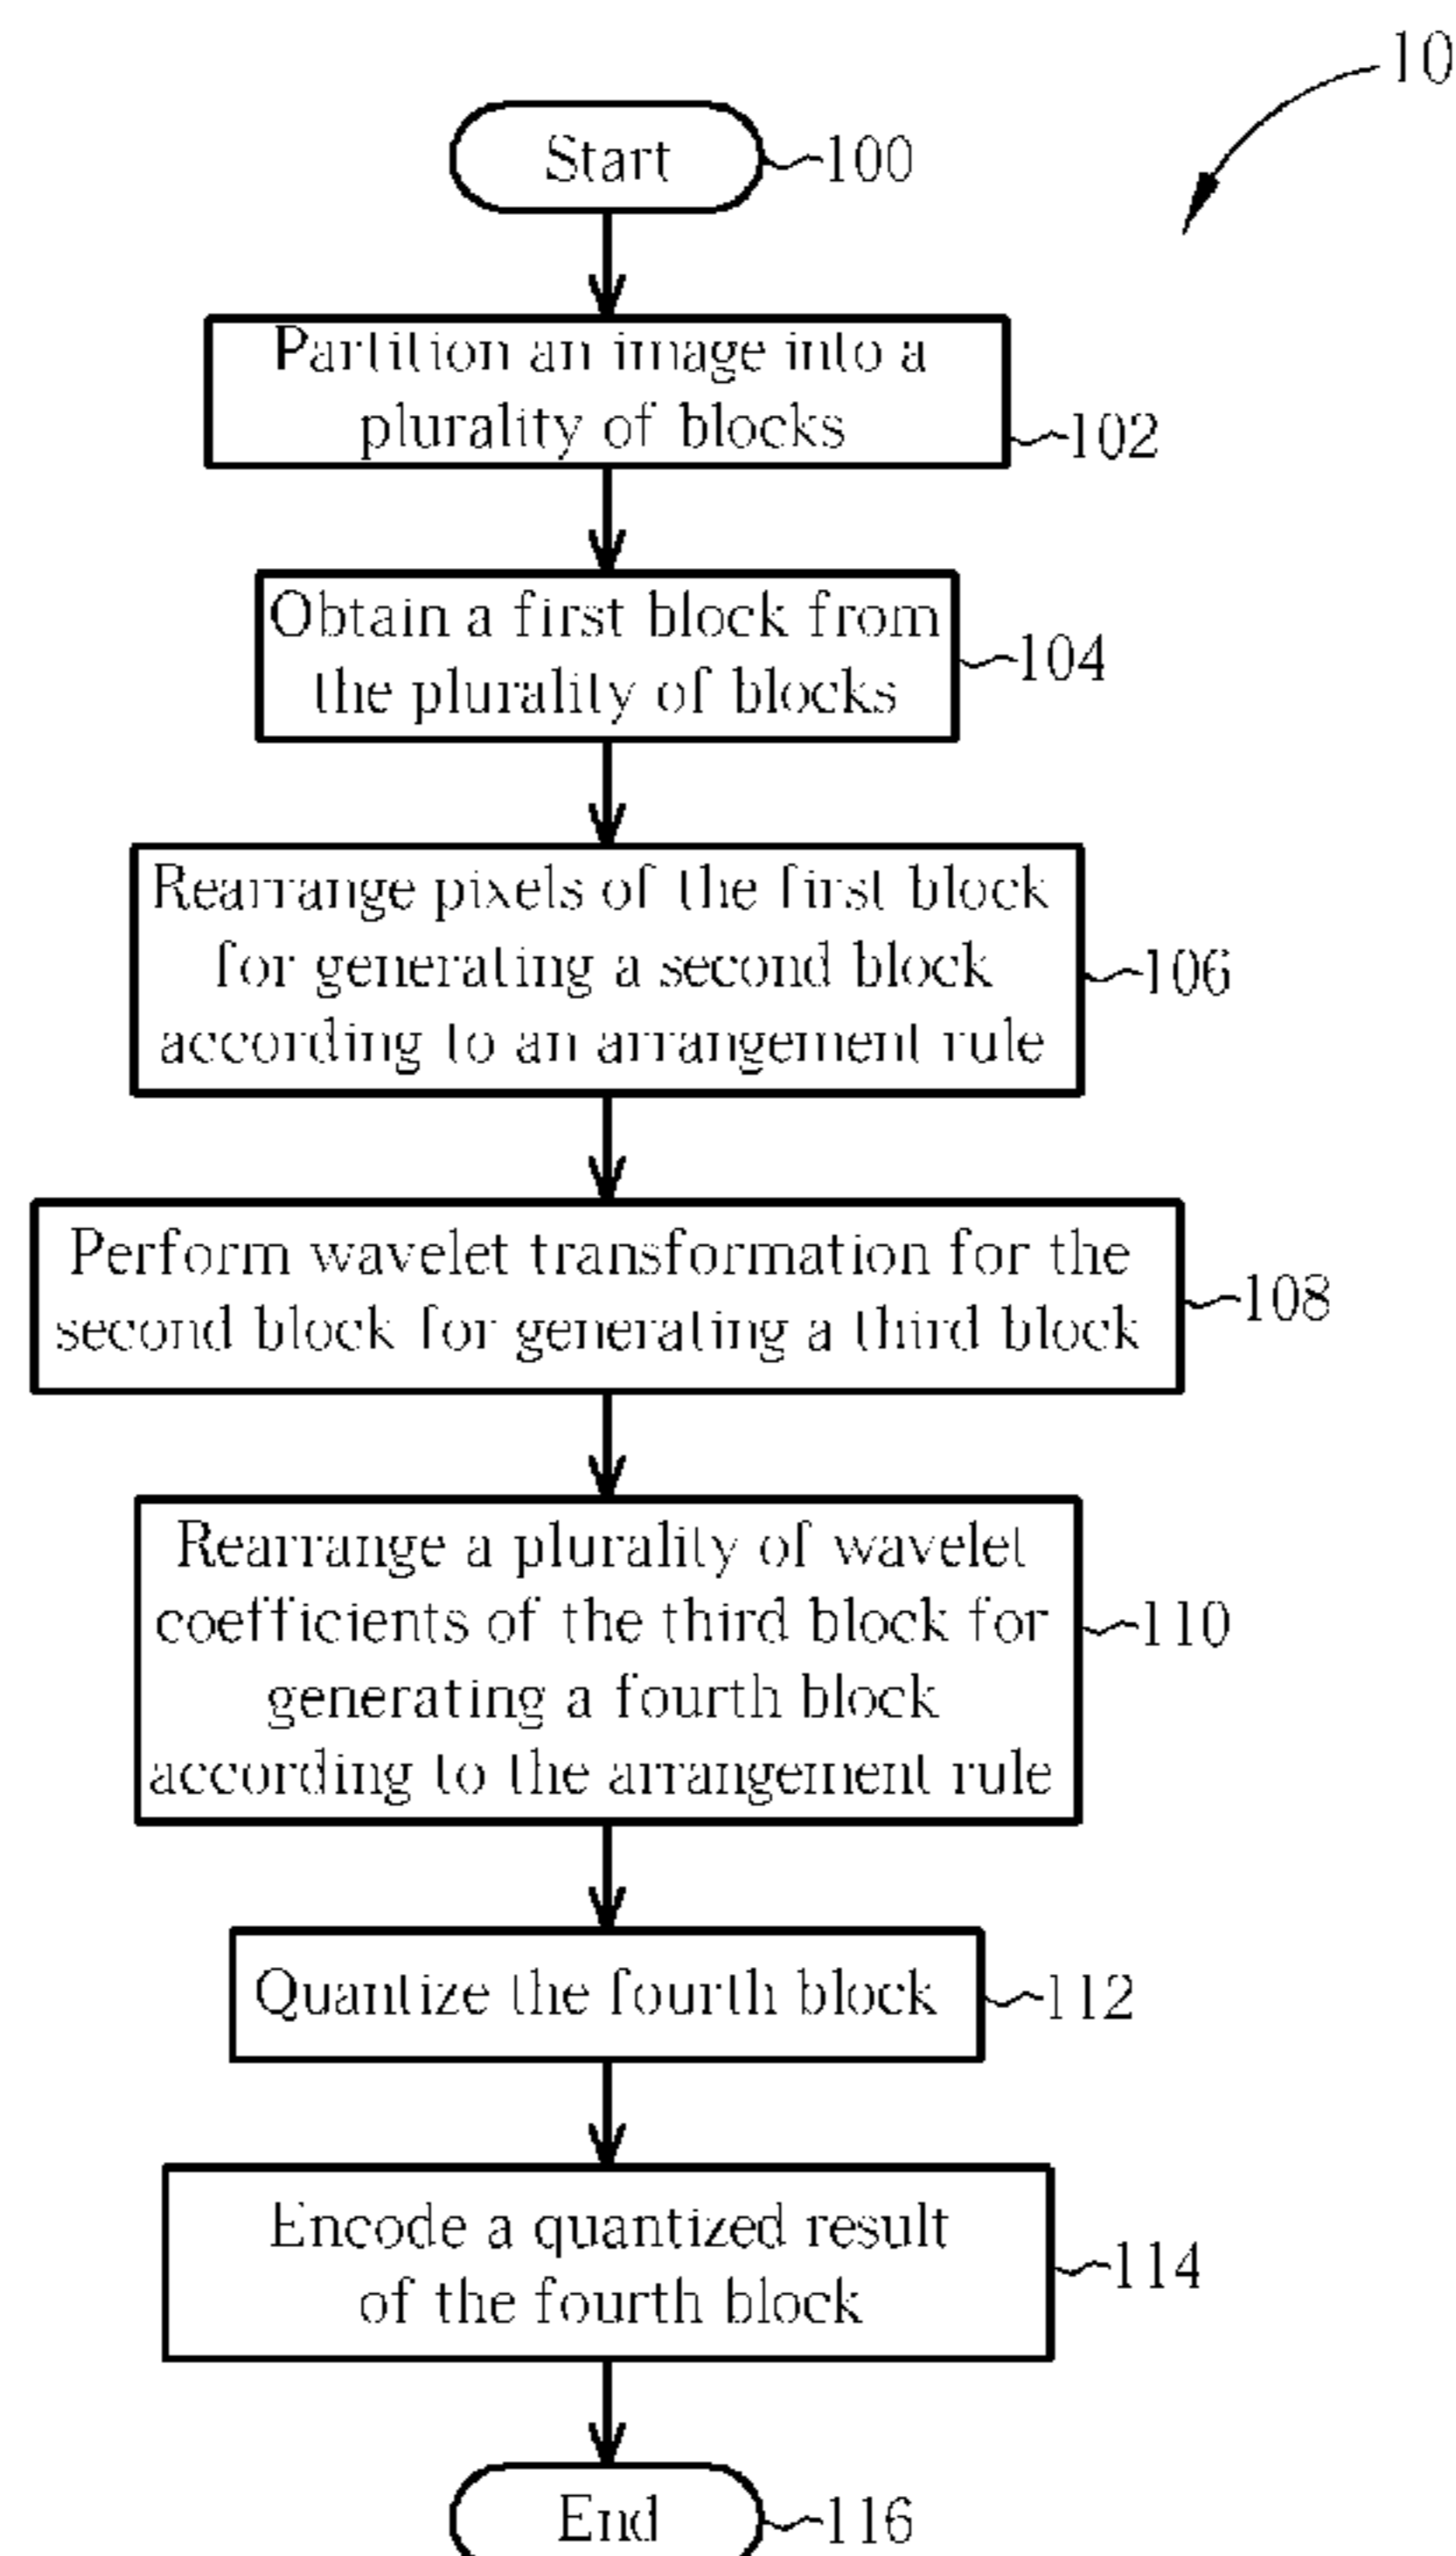 10
Start
100
Partition an image into a
plurality of blocks
102
Obtain a first block from
the plurality of blocks
104
Rearrange pixels of the first block
for generating a second block
according to an arrangement rule
106
Perform wavelet transformation for the
second block for generating a third block
108
Rearrange a plurality of wavelet
coefficients of the third block for
generating a fourth block
according to the arrangement rule
110
Quantize the fourth block
112
Encode a quantized result
of the fourth block
114
End
116